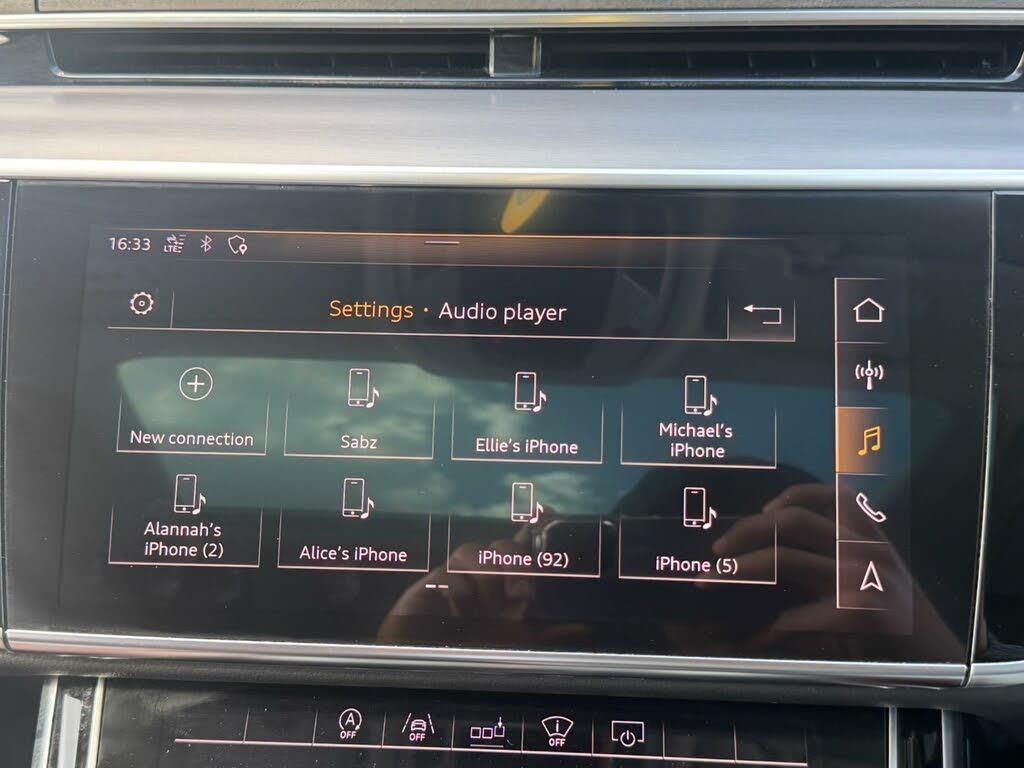 16:33 LTE
Settings · Audio player
New connection
Sabz
Ellie's iPhone
Michael's
iPhone
Alannah's
iPhone (2)
Alice's iPhone
iPhone (92)
iPhone (5)
A
OFF
OFF
OFF